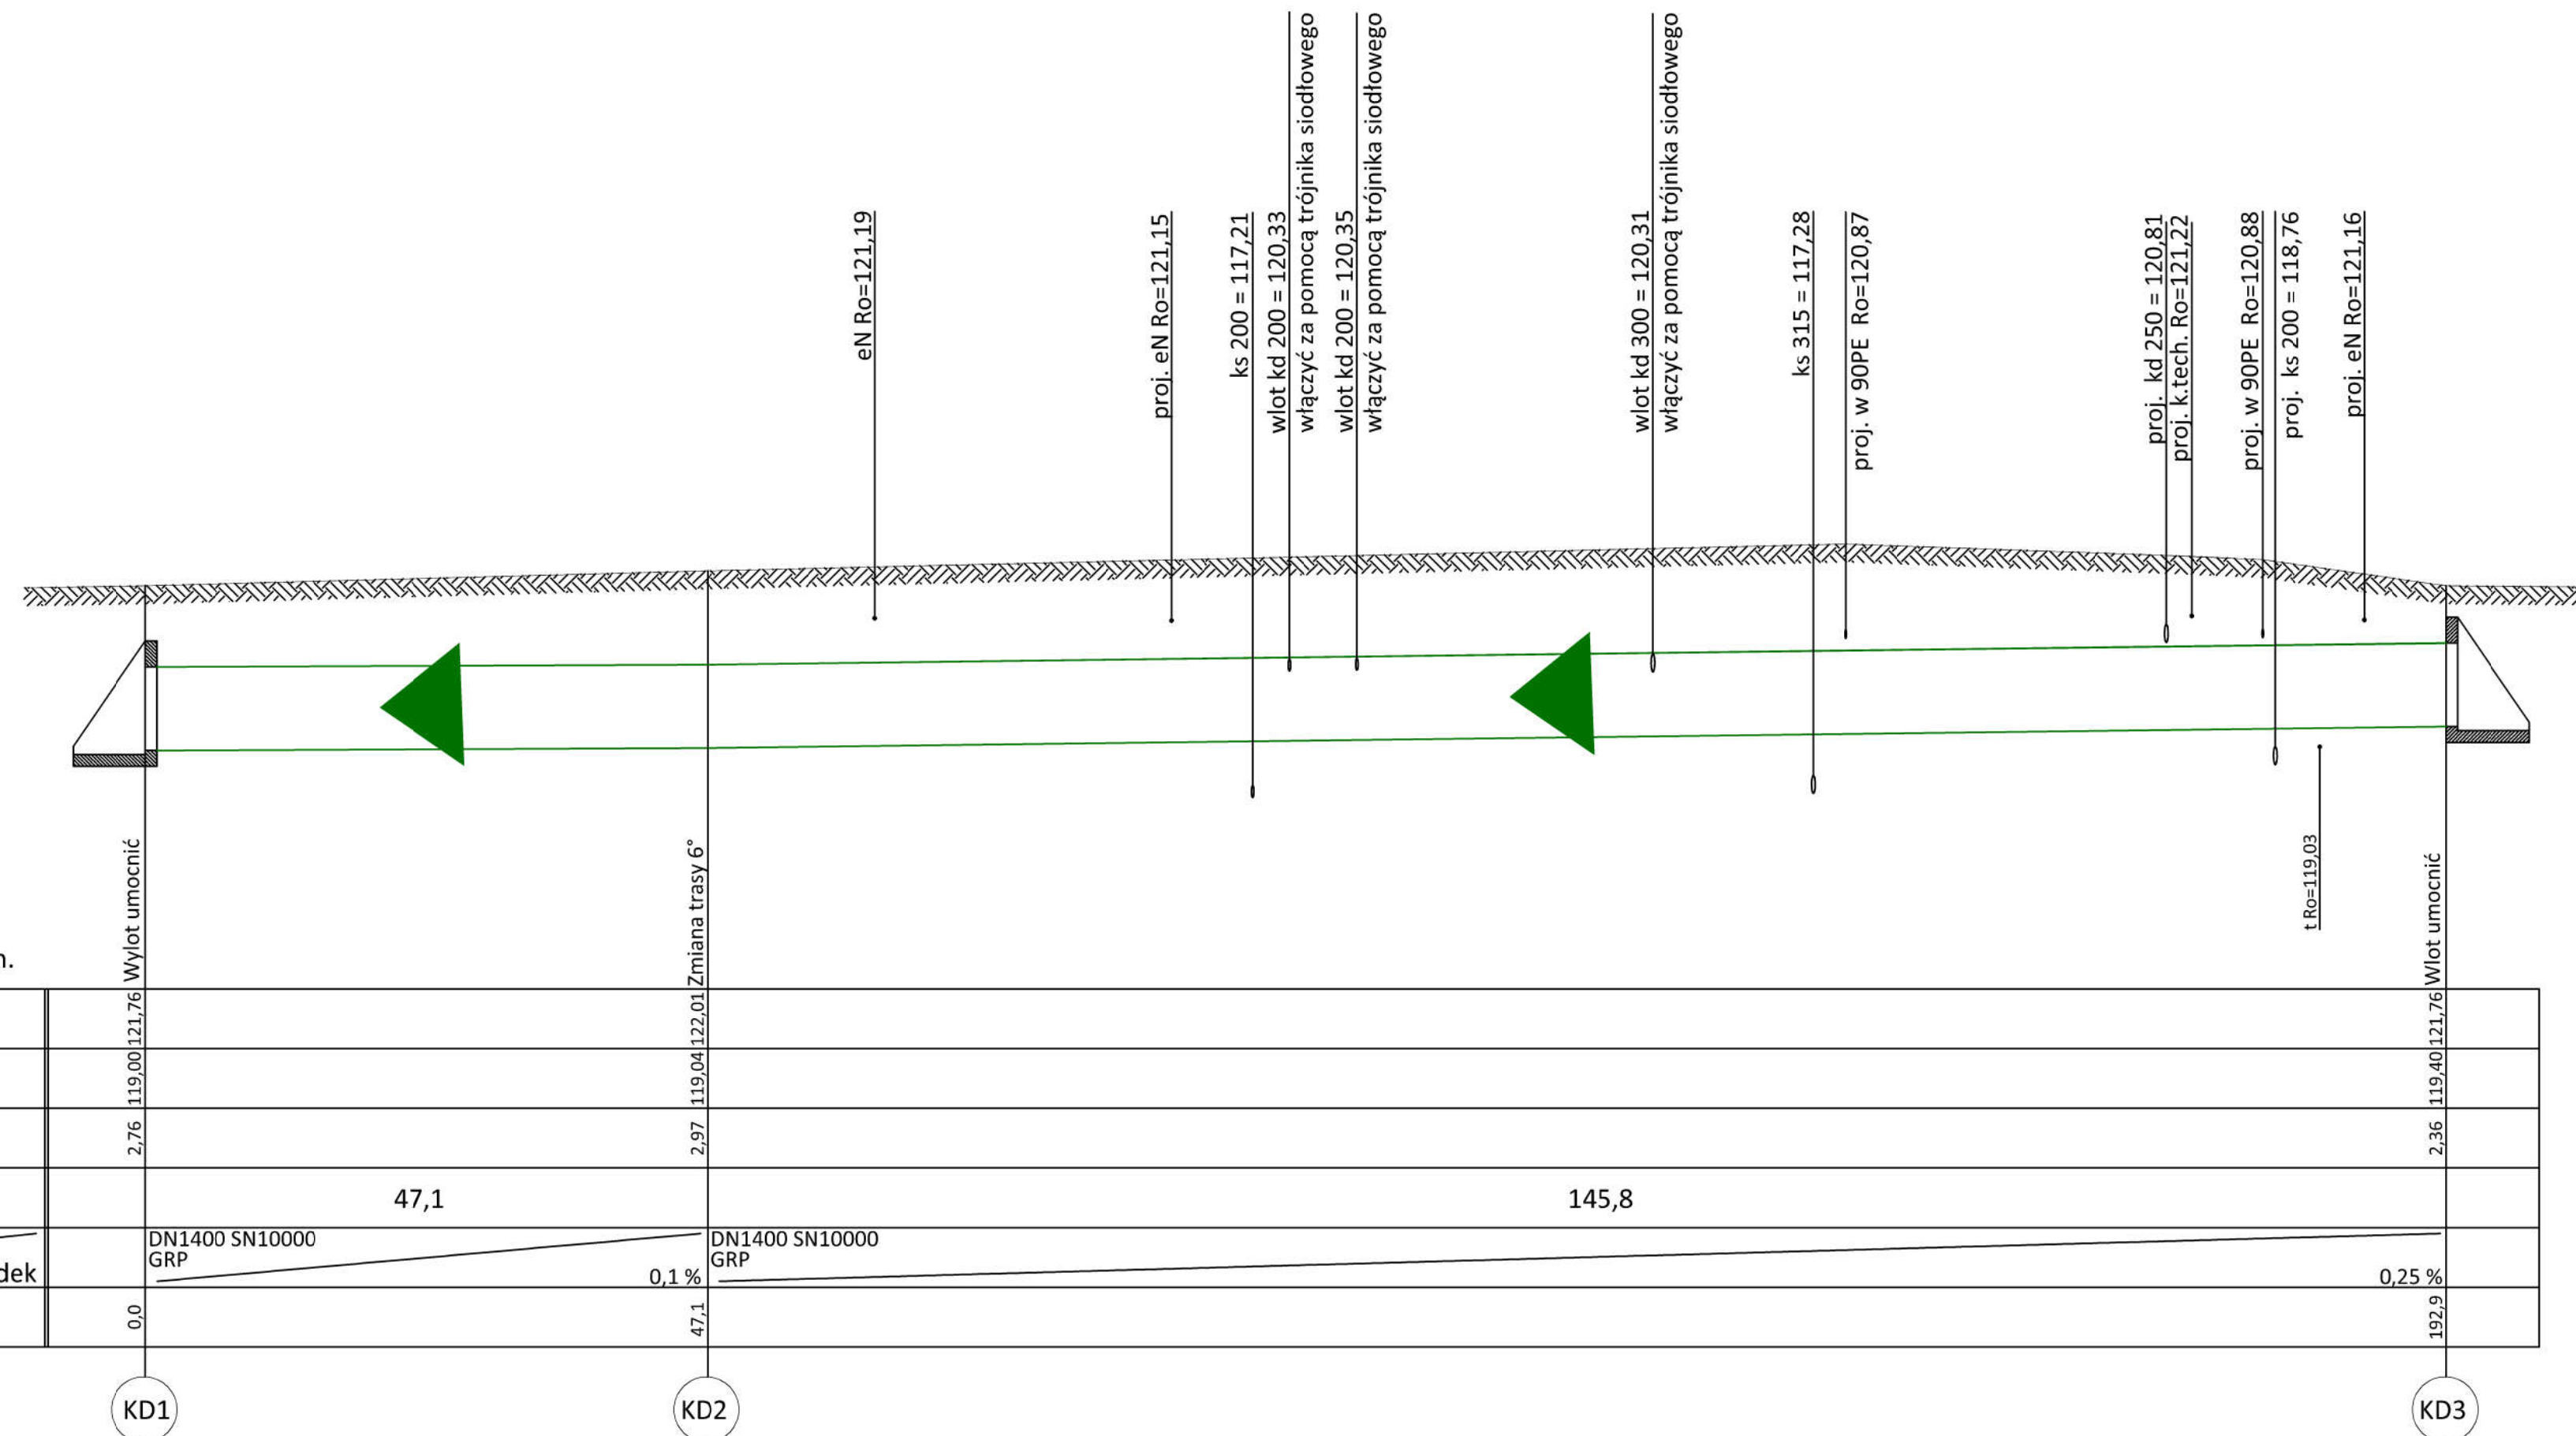 włączyć za pomocą trójnika siodłowego
włączyć za pomocą trójnika siodłowego
włączyć za pomocą trójnika siodłowego
eN Ro=121,19
proj. eN Ro=121,15
ks 200 = 117,21
wlot kd 200 = 120,33
wlot kd 200 = 120,35
wlot kd 300 = 120,31
ks 315 = 117,28
proj. w 90PE Ro=120,87
proj. kd 250 = 120,81
proj. k.tech. Ro=121,22
proj. w 90PE Ro=120,88
proj. ks 200 = 118,76
proj. eN Ro=121,16
t Ro=119,03
Wylot umocnić
Zmiana trasy 6°
Wlot umocnić
121,76
122,01
121,76
119,00
119,04
119,40
2,76
2,97
2,36
47,1
145,8
DN1400 SN10000
GRP
0,1 %
DN1400 SN10000
GRP
0,25 %
dek
0,0
47,1
192,9
KD1
KD2
KD3